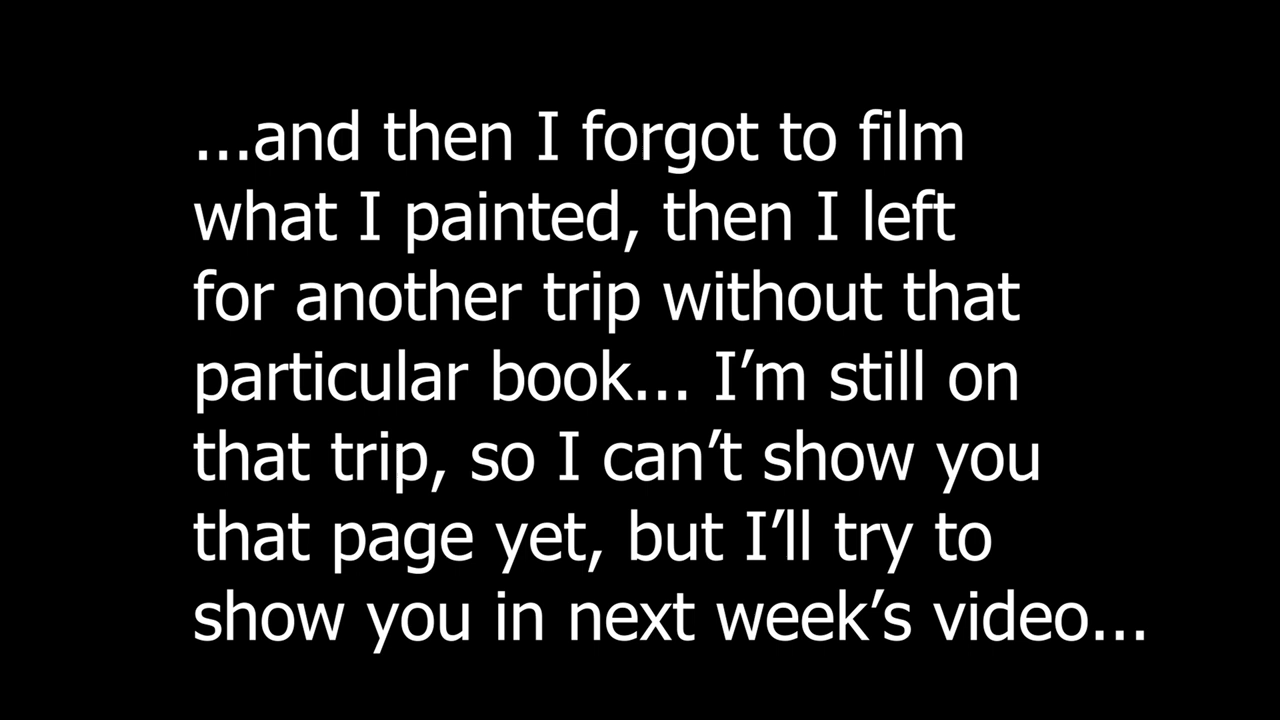 ...and then I forgot to film
what I painted, then I left
for another trip without that
particular book... I’m still on
that trip, so I can’t show you
that page yet, but I’ll try to
show you in next week’s video...